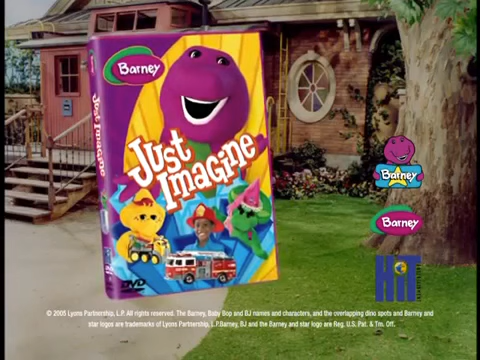 Barney
Just
Imagine
Just Imagine
DVD
Barney
Barney
HiT
© 2005 Lyons Partnership, L.P. All rights reserved. The Barney, Baby Bop and BJ names and characters, and the overlapping dino spots and Barney and
star logos are trademarks of Lyons Partnership, L.P.Barney, BJ and the Barney and star logo are Reg. U.S. Pat. & Tm. Off.